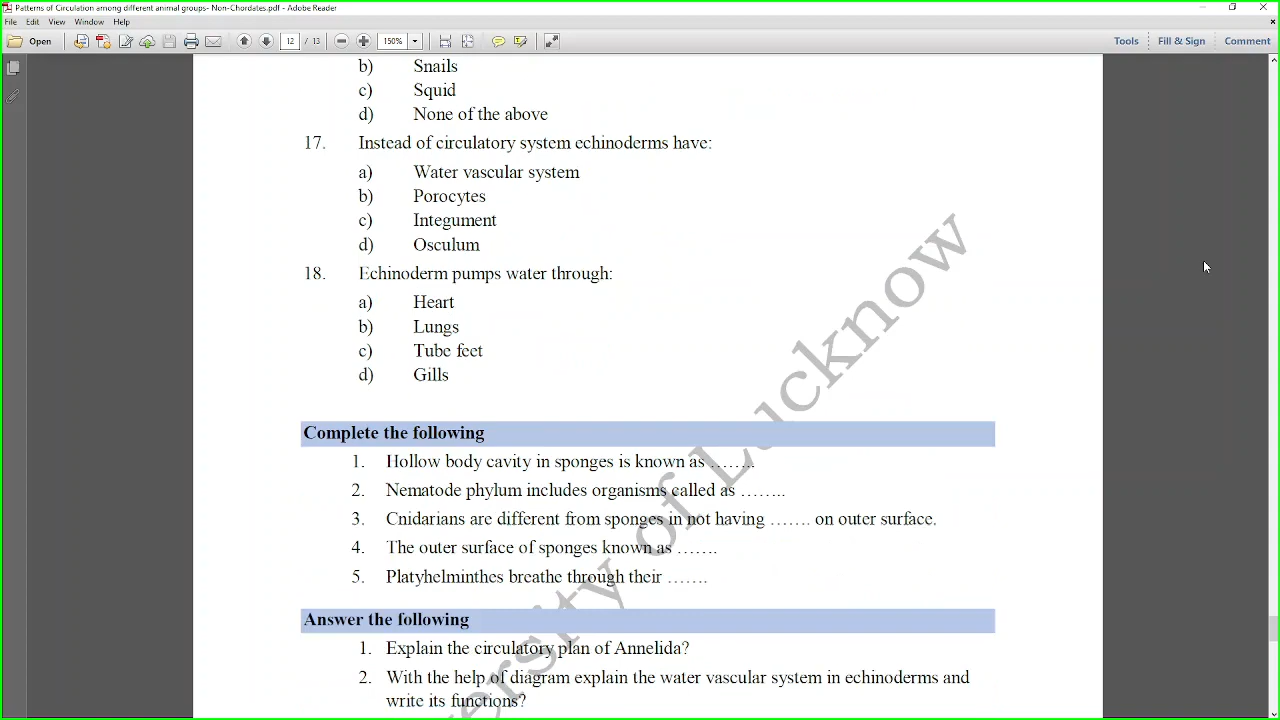 Patterns of Circulation among different animal groups- Non-Chordates.pdf - Adobe Reader
File Edit View Window Help
Open 12 / 13 150% Tools Fill & Sign Comment
b) Snails
c) Squid
d) None of the above
17. Instead of circulatory system echinoderms have:
a) Water vascular system
b) Porocytes
c) Integument
d) Osculum
18. Echinoderm pumps water through:
a) Heart
b) Lungs
c) Tube feet
d) Gills
Complete the following
1. Hollow body cavity in sponges is known as ……..
2. Nematode phylum includes organisms called as ……..
3. Cnidarians are different from sponges in not having ……. on outer surface.
4. The outer surface of sponges known as …….
5. Platyhelminthes breathe through their …….
Answer the following
1. Explain the circulatory plan of Annelida?
2. With the help of diagram explain the water vascular system in echinoderms and
write its functions?
ersity of Lucknow